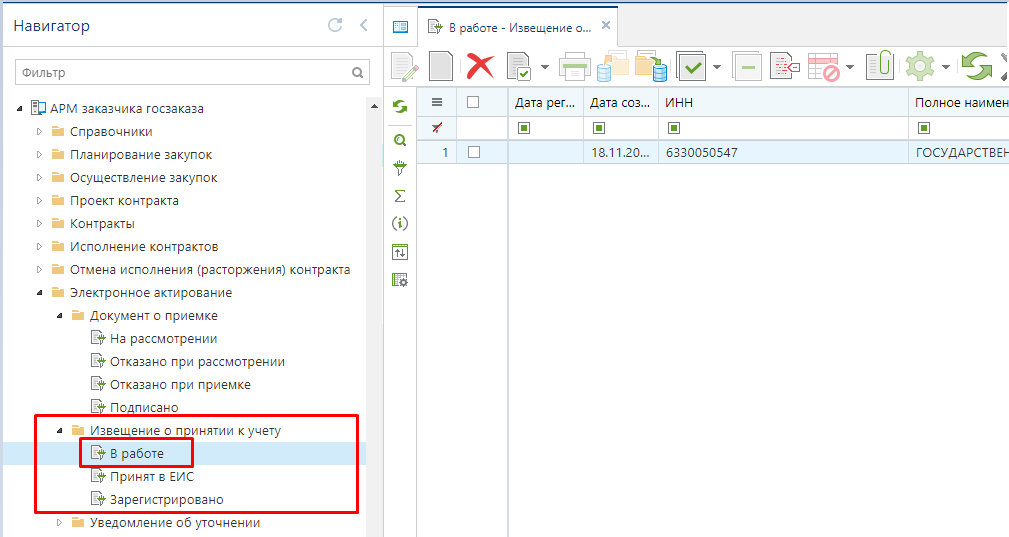 Навигатор
В работе - Извещение о...
Фильтр
АРМ заказчика госзаказа
Справочники
Планирование закупок
Осуществление закупок
Проект контракта
Контракты
Исполнение контрактов
Отмена исполнения (расторжения) контракта
Электронное актирование
Документ о приемке
На рассмотрении
Отказано при рассмотрении
Отказано при приемке
Подписано
Извещение о принятии к учету
В работе
Принят в ЕИС
Зарегистрировано
Уведомление об уточнении
Дата рег... Дата соз... ИНН Полное наимен
1 18.11.20... 6330050547 ГОСУДАРСТВЕН